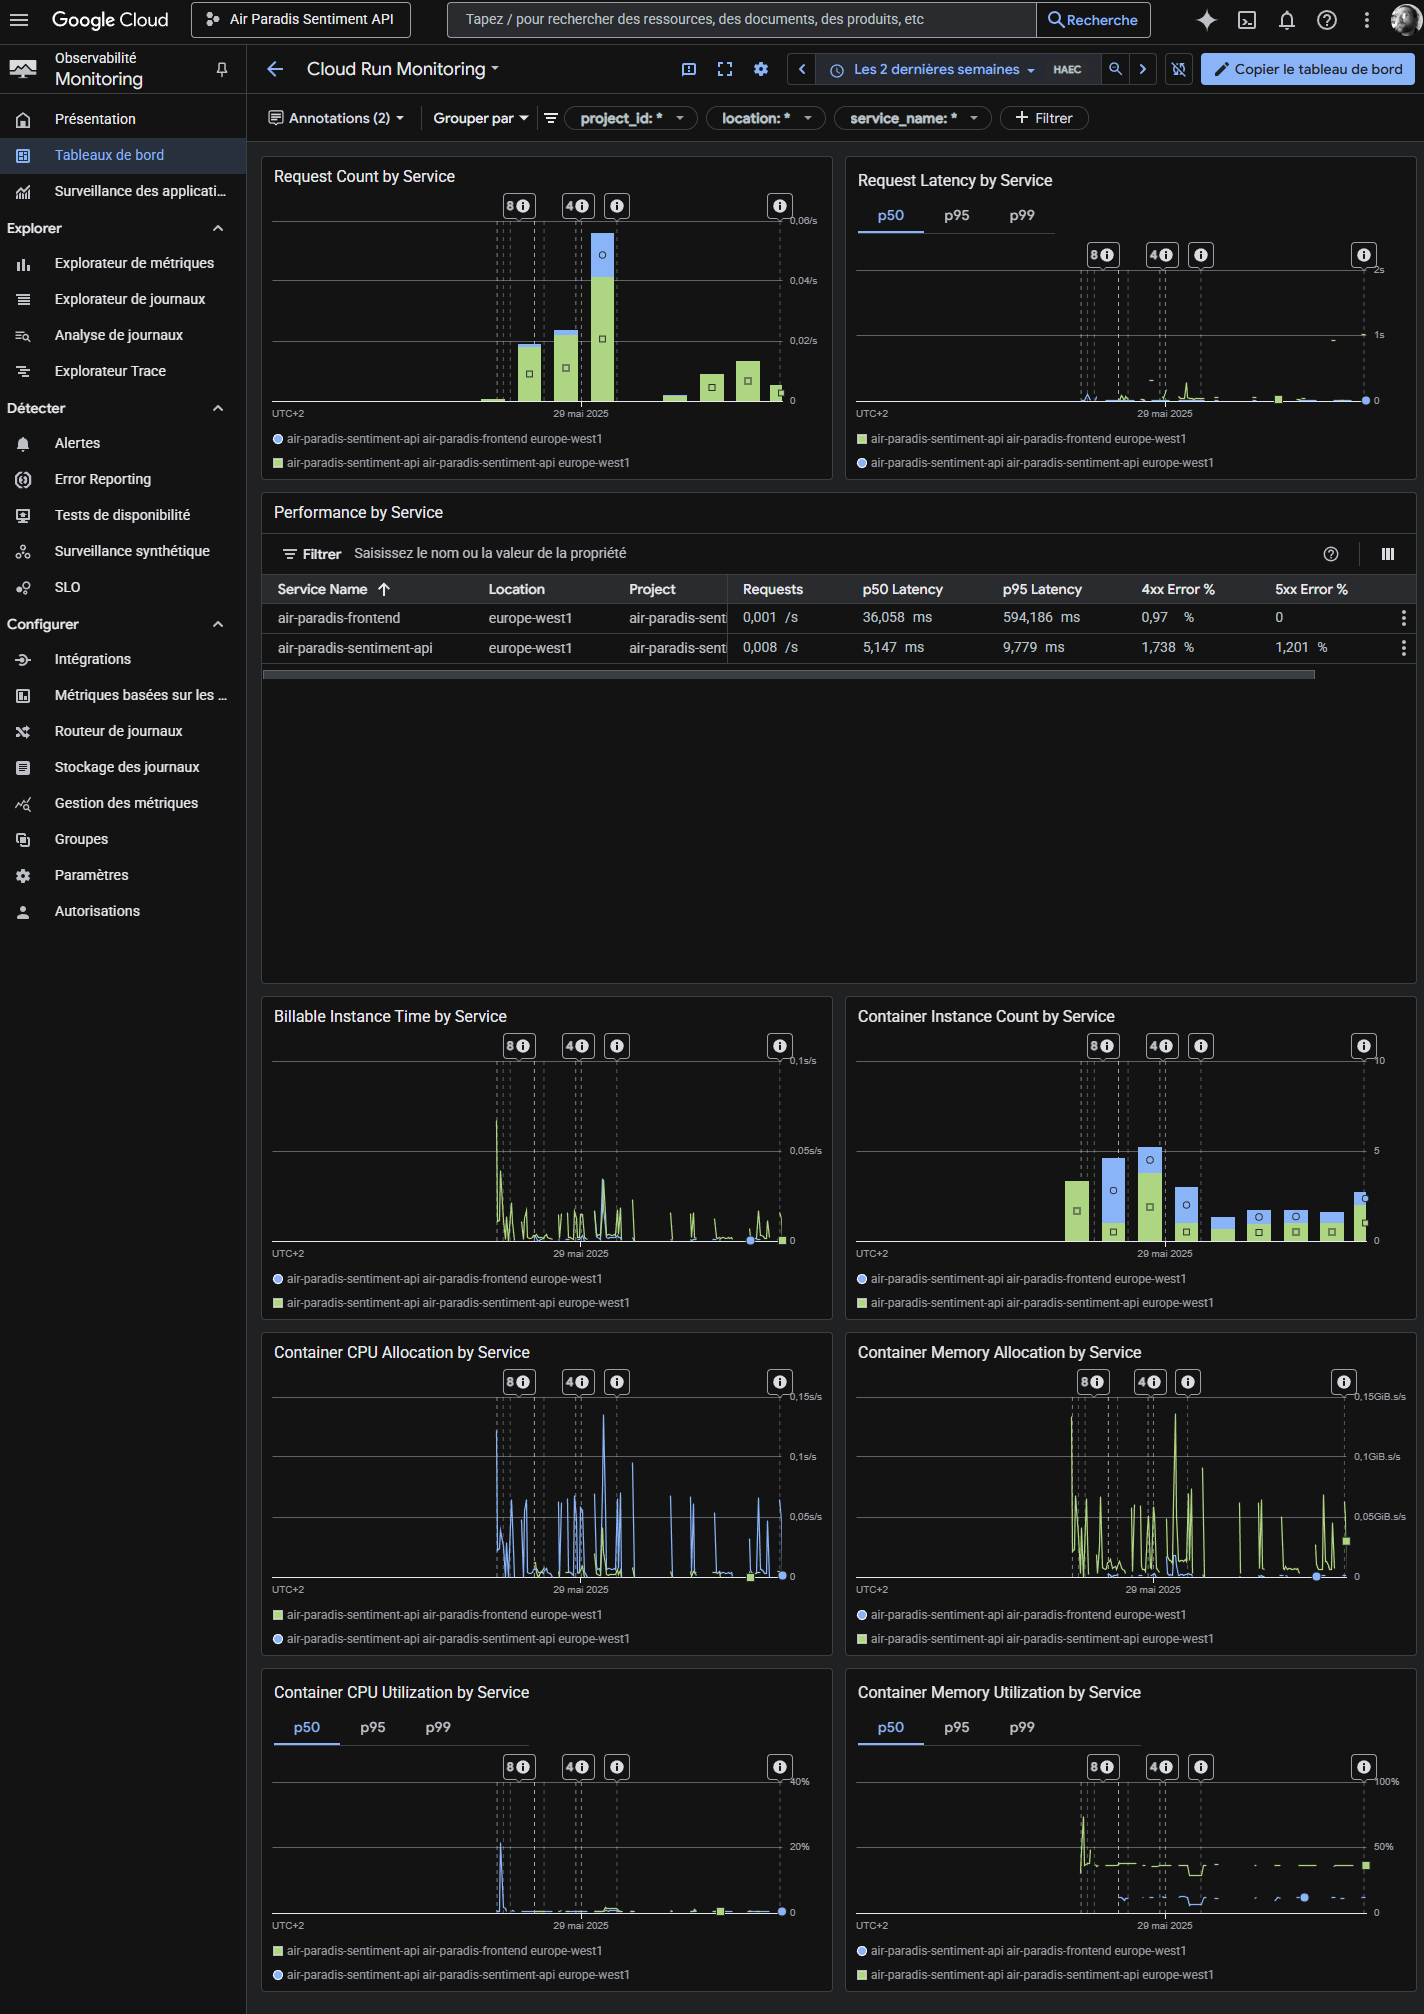 Google Cloud
Air Paradis Sentiment API
Tapez / pour rechercher des ressources, des documents, des produits, etc
Recherche
Observabilité
Monitoring
Cloud Run Monitoring
Les 2 dernières semaines
HAEC
Copier le tableau de bord
Présentation
Tableaux de bord
Surveillance des applicati...
Explorer
Explorateur de métriques
Explorateur de journaux
Analyse de journaux
Explorateur Trace
Détecter
Alertes
Error Reporting
Tests de disponibilité
Surveillance synthétique
SLO
Configurer
Intégrations
Métriques basées sur les ...
Routeur de journaux
Stockage des journaux
Gestion des métriques
Groupes
Paramètres
Autorisations
Annotations (2)
Grouper par
project_id: *
location: *
service_name: *
Filtrer
Request Count by Service
8
4
0,06/s
0,04/s
0,02/s
0
UTC+2
29 mai 2025
air-paradis-sentiment-api air-paradis-frontend europe-west1
air-paradis-sentiment-api air-paradis-sentiment-api europe-west1
Request Latency by Service
p50 p95 p99
8
4
2s
1s
0
UTC+2
29 mai 2025
air-paradis-sentiment-api air-paradis-frontend europe-west1
air-paradis-sentiment-api air-paradis-sentiment-api europe-west1
Performance by Service
Filtrer Saisissez le nom ou la valeur de la propriété
Service Name Location Project Requests p50 Latency p95 Latency 4xx Error % 5xx Error %
air-paradis-frontend europe-west1 air-paradis-sent 0,001 /s 36,058 ms 594,186 ms 0,97 % 0
air-paradis-sentiment-api europe-west1 air-paradis-sent 0,008 /s 5,147 ms 9,779 ms 1,738 % 1,201 %
Billable Instance Time by Service
8
4
0,1s/s
0,05s/s
0
UTC+2
29 mai 2025
air-paradis-sentiment-api air-paradis-frontend europe-west1
air-paradis-sentiment-api air-paradis-sentiment-api europe-west1
Container Instance Count by Service
8
4
10
5
0
UTC+2
29 mai 2025
air-paradis-sentiment-api air-paradis-frontend europe-west1
air-paradis-sentiment-api air-paradis-sentiment-api europe-west1
Container CPU Allocation by Service
8
4
0,15s/s
0,1s/s
0,05s/s
0
UTC+2
29 mai 2025
air-paradis-sentiment-api air-paradis-frontend europe-west1
air-paradis-sentiment-api air-paradis-sentiment-api europe-west1
Container Memory Allocation by Service
8
4
0,15GiB.s/s
0,1GiB.s/s
0,05GiB.s/s
0
UTC+2
29 mai 2025
air-paradis-sentiment-api air-paradis-frontend europe-west1
air-paradis-sentiment-api air-paradis-sentiment-api europe-west1
Container CPU Utilization by Service
p50 p95 p99
8
4
40%
20%
0
UTC+2
29 mai 2025
air-paradis-sentiment-api air-paradis-frontend europe-west1
air-paradis-sentiment-api air-paradis-sentiment-api europe-west1
Container Memory Utilization by Service
p50 p95 p99
8
4
100%
50%
0
UTC+2
29 mai 2025
air-paradis-sentiment-api air-paradis-frontend europe-west1
air-paradis-sentiment-api air-paradis-sentiment-api europe-west1